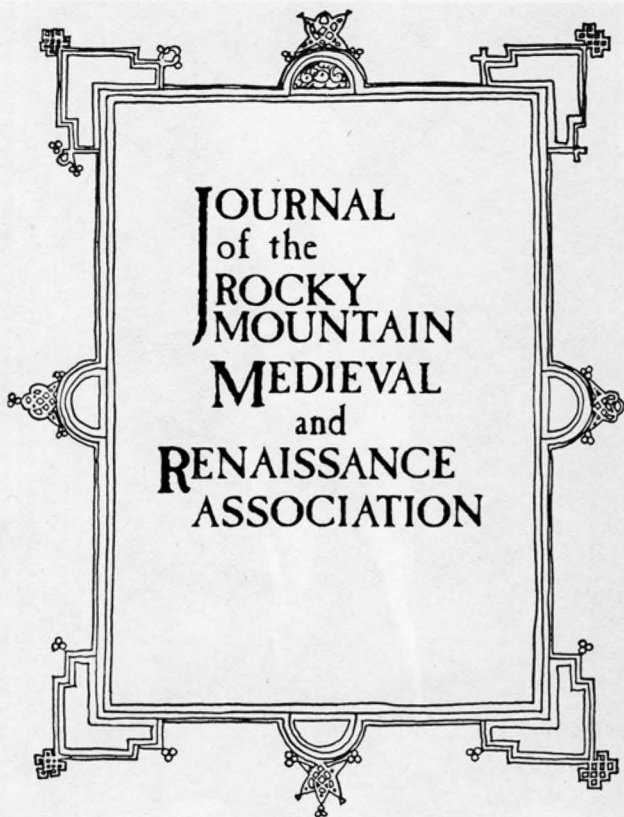 JOURNAL
of the
ROCKY
MOUNTAIN
MEDIEVAL
and
RENAISSANCE
ASSOCIATION